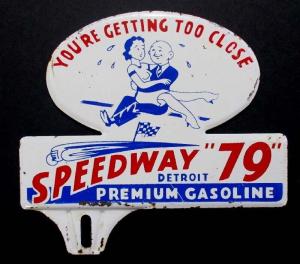 YOU'RE GETTING TOO CLOSE
SPEEDWAY "79"
DETROIT
PREMIUM GASOLINE